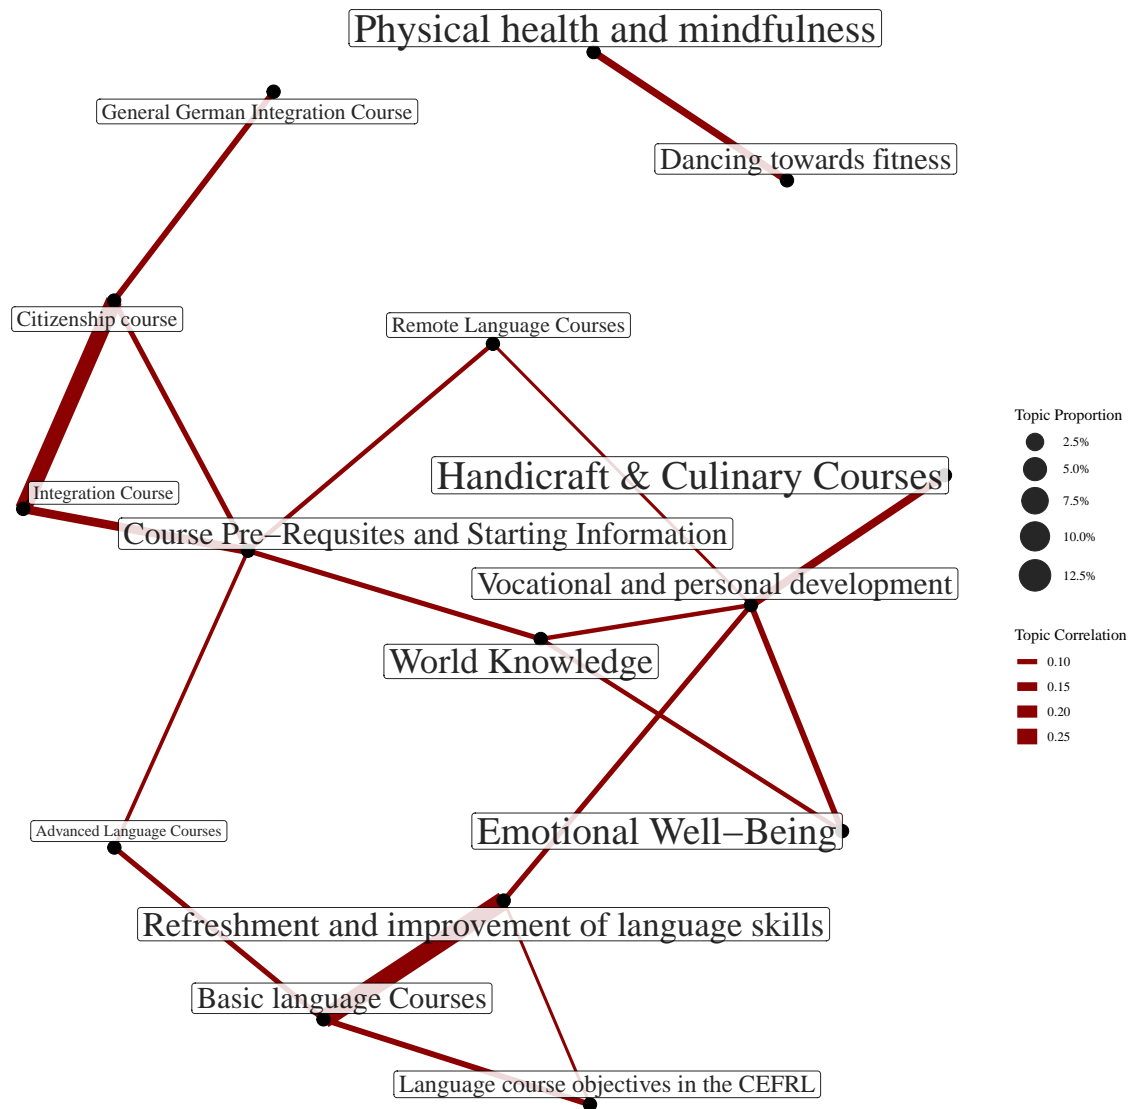 Physical health and mindfulness
General German Integration Course
Dancing towards fitness
Citizenship course
Remote Language Courses
Handicraft & Culinary Courses
Integration Course
Course Pre−Requsites and Starting Information
Vocational and personal development
World Knowledge
Advanced Language Courses
Emotional Well−Being
Refreshment and improvement of language skills
Basic language Courses
Language course objectives in the CEFRL
Topic Proportion
2.5%
5.0%
7.5%
10.0%
12.5%
Topic Correlation
0.10
0.15
0.20
0.25